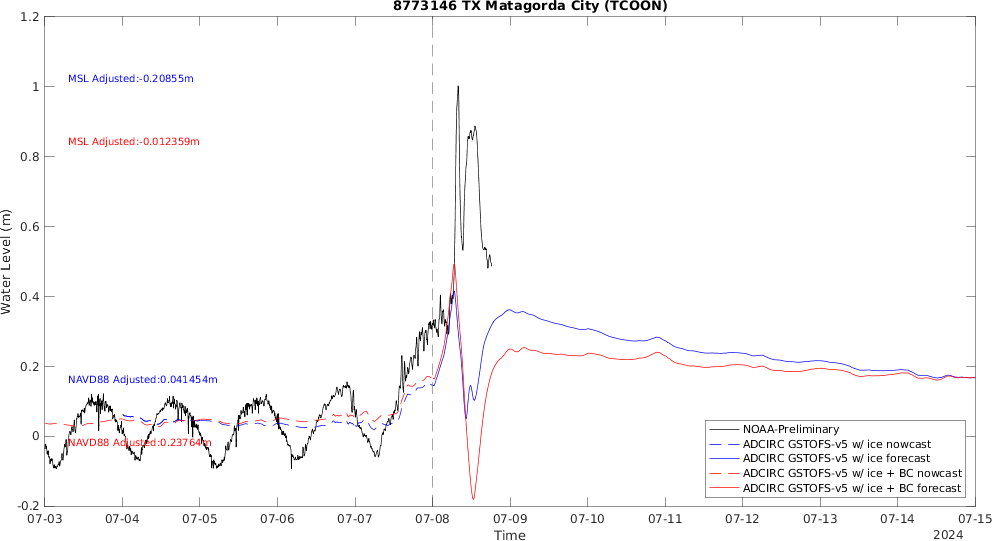 8773146 TX Matagorda City (TCOON)
Water Level (m)
1.2
1
0.8
0.6
0.4
0.2
0
-0.2
MSL Adjusted:-0.20855m
MSL Adjusted:-0.012359m
NAVD88 Adjusted:0.041454m
NAVD88 Adjusted:0.23764m
NOAA-Preliminary
ADCIRC GSTOFS-v5 w/ ice nowcast
ADCIRC GSTOFS-v5 w/ ice forecast
ADCIRC GSTOFS-v5 w/ ice + BC nowcast
ADCIRC GSTOFS-v5 w/ ice + BC forecast
07-03 07-04 07-05 07-06 07-07 07-08 07-09 07-10 07-11 07-12 07-13 07-14 07-15
Time
2024